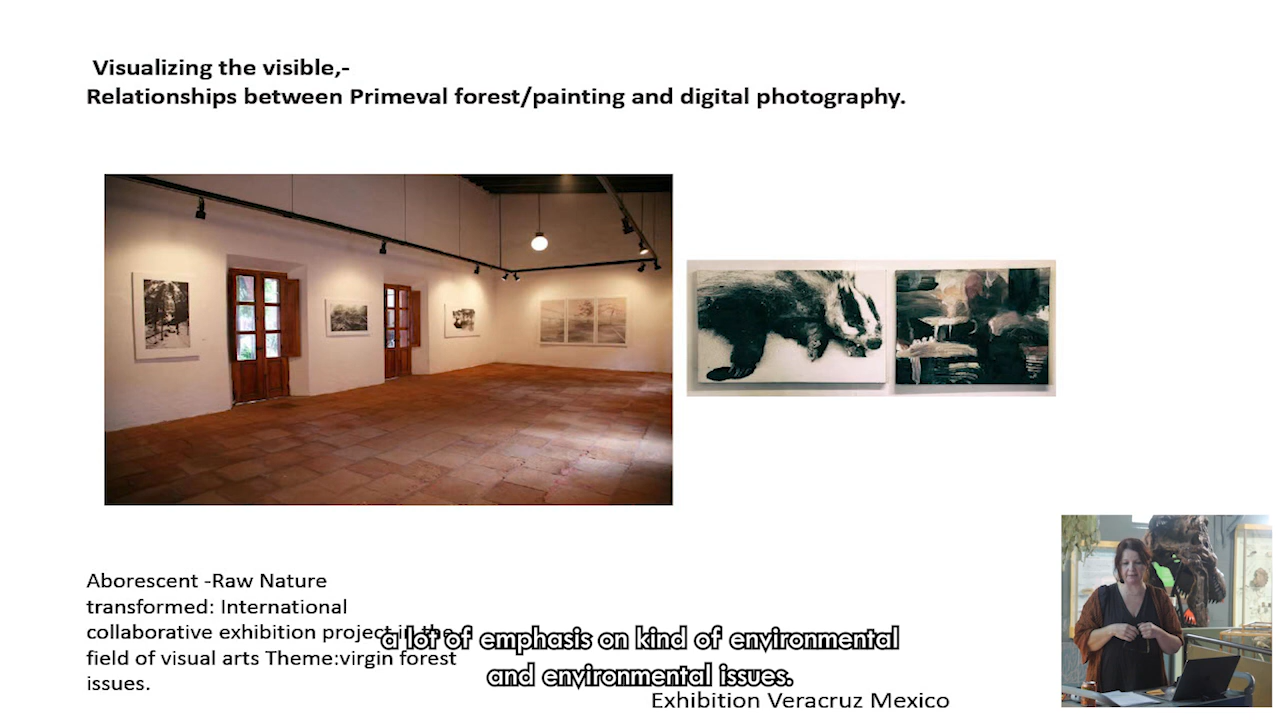 Visualizing the visible,-
Relationships between Primeval forest/painting and digital photography.
Aborescent -Raw Nature
transformed: International
collaborative exhibition project in the
field of visual arts Theme:virgin forest
issues.
a lot of emphasis on kind of environmental
and environmental issues.
Exhibition Veracruz Mexico